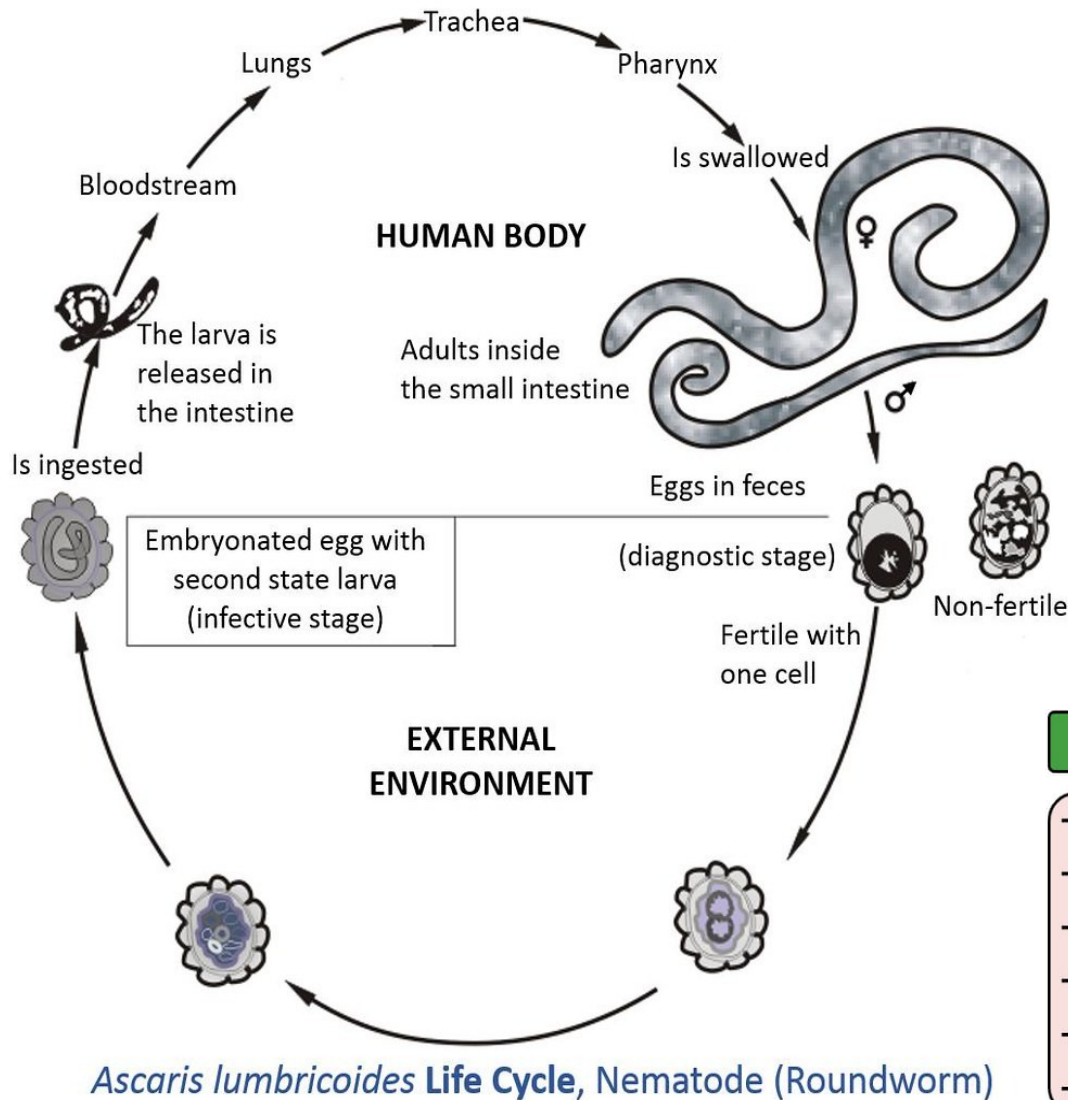 Trachea
Lungs
Pharynx
Is swallowed
Bloodstream
HUMAN BODY
♀
The larva is
released in
the intestine
Adults inside
the small intestine
♂
Is ingested
Eggs in feces
Embryonated egg with
second state larva
(infective stage)
(diagnostic stage)
Non-fertile
Fertile with
one cell
EXTERNAL
ENVIRONMENT
Ascaris lumbricoides Life Cycle, Nematode (Roundworm)